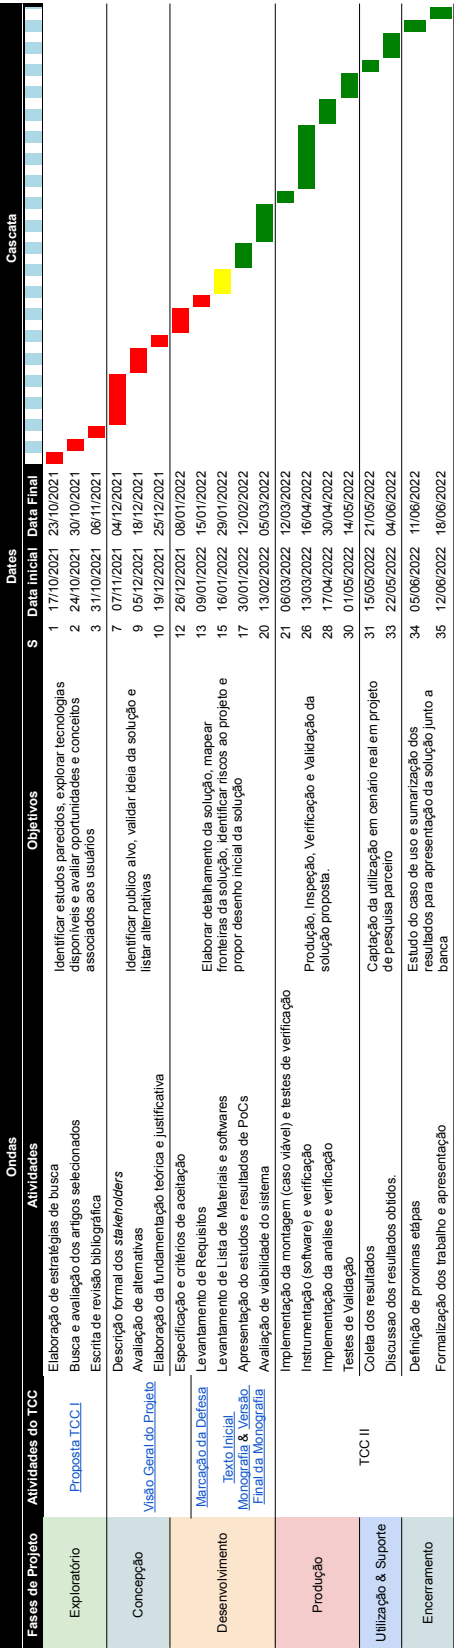 Ondas Dates Cascata
Fases de Projeto Atividades do TCC Atividades Objetivos S Data inicial Data Final
Exploratório
Proposta TCC I
Elaboração de estratégias de busca
Busca e avaliação dos artigos selecionados
Escrita de revisão bibliográfica
Identificar estudos parecidos, explorar tecnologias
disponíveis e avaliar oportunidades e conceitos
associados aos usuários
1 17/10/2021 23/10/2021
2 24/10/2021 30/10/2021
3 31/10/2021 06/11/2021
Concepção
Visão Geral do Projeto
Descrição formal dos stakeholders
Avaliação de alternativas
Elaboração da fundamentação teórica e justificativa
Identificar publico alvo, validar ideia da solução e
listar alternativas
7 07/11/2021 04/12/2021
9 05/12/2021 18/12/2021
10 19/12/2021 25/12/2021
Desenvolvimento
Marcação da Defesa
Texto Inicial
Monografia & Versão
Final da Monografia
Especificação e critérios de aceitação
Levantamento de Requisitos
Levantamento de Lista de Materiais e softwares
Apresentação do estudos e resultados de PoCs
Avaliação de viabilidade do sistema
Elaborar detalhamento da solução, mapear
fronteiras da solução, identificar riscos ao projeto e
propor desenho inicial da solução
12 26/12/2021 08/01/2022
13 09/01/2022 15/01/2022
15 16/01/2022 29/01/2022
17 30/01/2022 12/02/2022
20 13/02/2022 05/03/2022
Produção
TCC II
Implementação da montagem (caso viável) e testes de verificação
Instrumentação (software) e verificação
Implementação da análise e verificação
Testes de Validação
Produção, Inspeção, Verificação e Validação da
solução proposta.
21 06/03/2022 12/03/2022
26 13/03/2022 16/04/2022
28 17/04/2022 30/04/2022
30 01/05/2022 14/05/2022
Utilização & Suporte
Coleta dos resultados
Discussao dos resultados obtidos.
Captação da utilização em cenário real em projeto
de pesquisa parceiro
31 15/05/2022 21/05/2022
33 22/05/2022 04/06/2022
Encerramento
Definição de proximas etápas
Formalização dos trabalho e apresentação
Estudo do caso de uso e sumarização dos
resultados para apresentação da solução junto a
banca
34 05/06/2022 11/06/2022
35 12/06/2022 18/06/2022